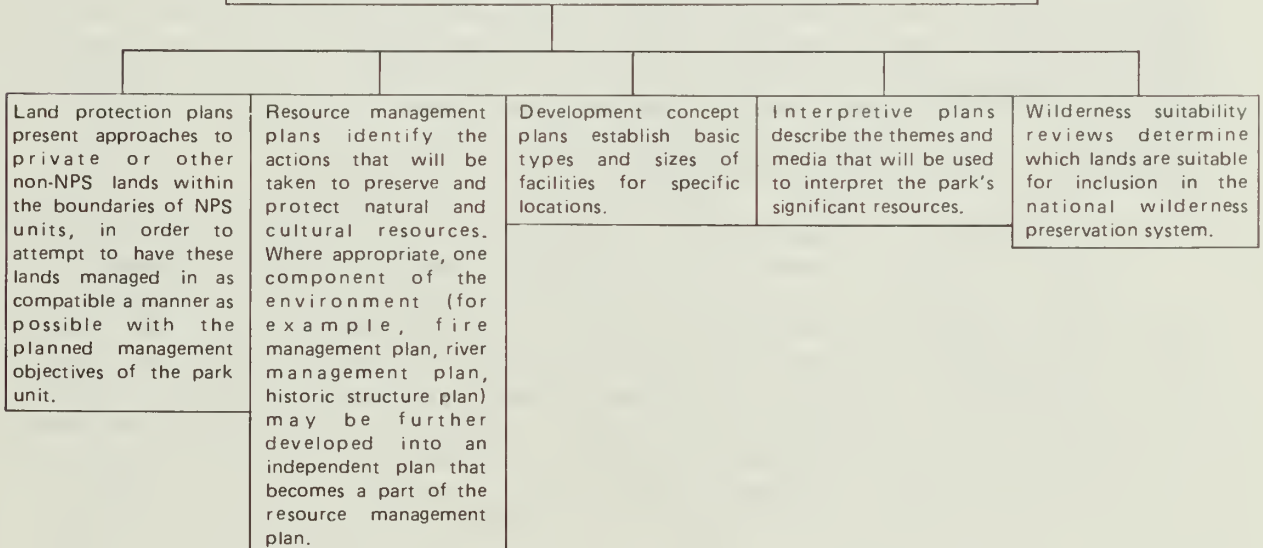 Land protection plans
present approaches to
private or other
non-NPS lands within
the boundaries of NPS
units, in order to
attempt to have these
lands managed in as
compatible a manner as
possible with the
planned management
objectives of the park
unit.
Resource management
plans identify the
actions that will be
taken to preserve and
protect natural and
cultural resources.
Where appropriate, one
component of the
environment (for
example, fire
management plan, river
management plan,
historic structure plan)
may be further
developed into an
independent plan that
becomes a part of the
resource management
plan.
Development concept
plans establish basic
types and sizes of
facilities for specific
locations.
Interpretive plans
describe the themes and
media that will be used
to interpret the park's
significant resources.
Wilderness suitability
reviews determine
which lands are suitable
for inclusion in the
national wilderness
preservation system.